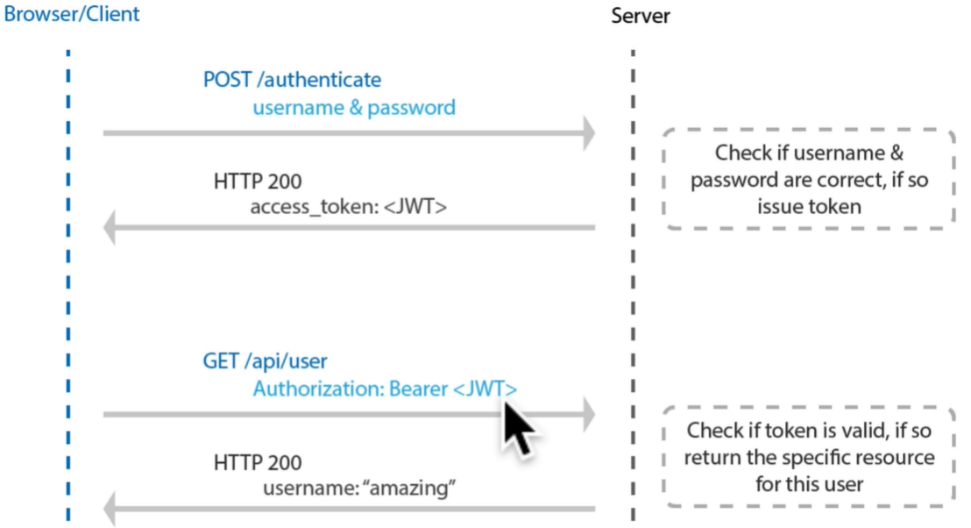 Browser/Client
Server
POST /authenticate
username & password
Check if username &
password are correct, if so
issue token
HTTP 200
access_token: <JWT>
GET /api/user
Authorization: Bearer <JWT>
Check if token is valid, if so
return the specific resource
for this user
HTTP 200
username: “amazing”